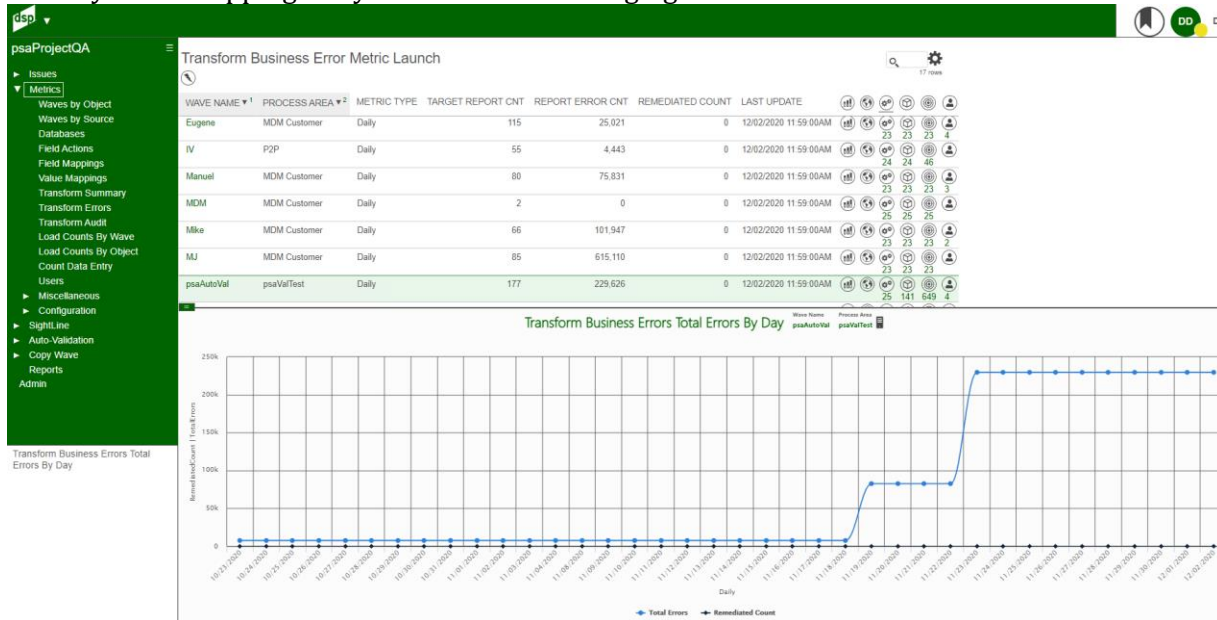 dsp
DD
psaProjectQA
Issues
Metrics
Waves by Object
Waves by Source
Databases
Field Actions
Field Mappings
Value Mappings
Transform Summary
Transform Errors
Transform Audit
Load Counts By Wave
Load Counts By Object
Count Data Entry
Users
Miscellaneous
Configuration
SightLine
Auto-Validation
Copy Wave
Reports
Admin
Transform Business Errors Total
Errors By Day
Transform Business Error Metric Launch
17 rows
WAVE NAME 1 PROCESS AREA 2 METRIC TYPE TARGET REPORT CNT REPORT ERROR CNT REMEDIATED COUNT LAST UPDATE
Eugene MDM Customer Daily 115 25,021 0 12/02/2020 11:59:00AM
23 23 23 4
IV P2P Daily 55 4,443 0 12/02/2020 11:59:00AM
24 24 46
Manuel MDM Customer Daily 80 75,831 0 12/02/2020 11:59:00AM
23 23 23 3
MDM MDM Customer Daily 2 0 0 12/02/2020 11:59:00AM
25 25 25
Mike MDM Customer Daily 66 101,947 0 12/02/2020 11:59:00AM
23 23 23 2
MJ MDM Customer Daily 85 615,110 0 12/02/2020 11:59:00AM
23 23 23
psaAutoVal psaValTest Daily 177 229,626 0 12/02/2020 11:59:00AM
25 141 649 4
Transform Business Errors Total Errors By Day
Wave Name Process Area
psaAutoVal psaValTest
RemediatedCount | TotalErrors
250k
200k
150k
100k
50k
0
10/23/2020 10/24/2020 10/25/2020 10/26/2020 10/27/2020 10/28/2020 10/29/2020 10/30/2020 10/31/2020 11/01/2020 11/02/2020 11/03/2020 11/04/2020 11/08/2020 11/09/2020 11/10/2020 11/11/2020 11/12/2020 11/13/2020 11/14/2020 11/15/2020 11/16/2020 11/17/2020 11/18/2020 11/19/2020 11/20/2020 11/21/2020 11/22/2020 11/23/2020 11/24/2020 11/25/2020 11/26/2020 11/27/2020 11/28/2020 11/29/2020 11/30/2020 12/01/2020 12/02/2020
Daily
Total Errors Remediated Count